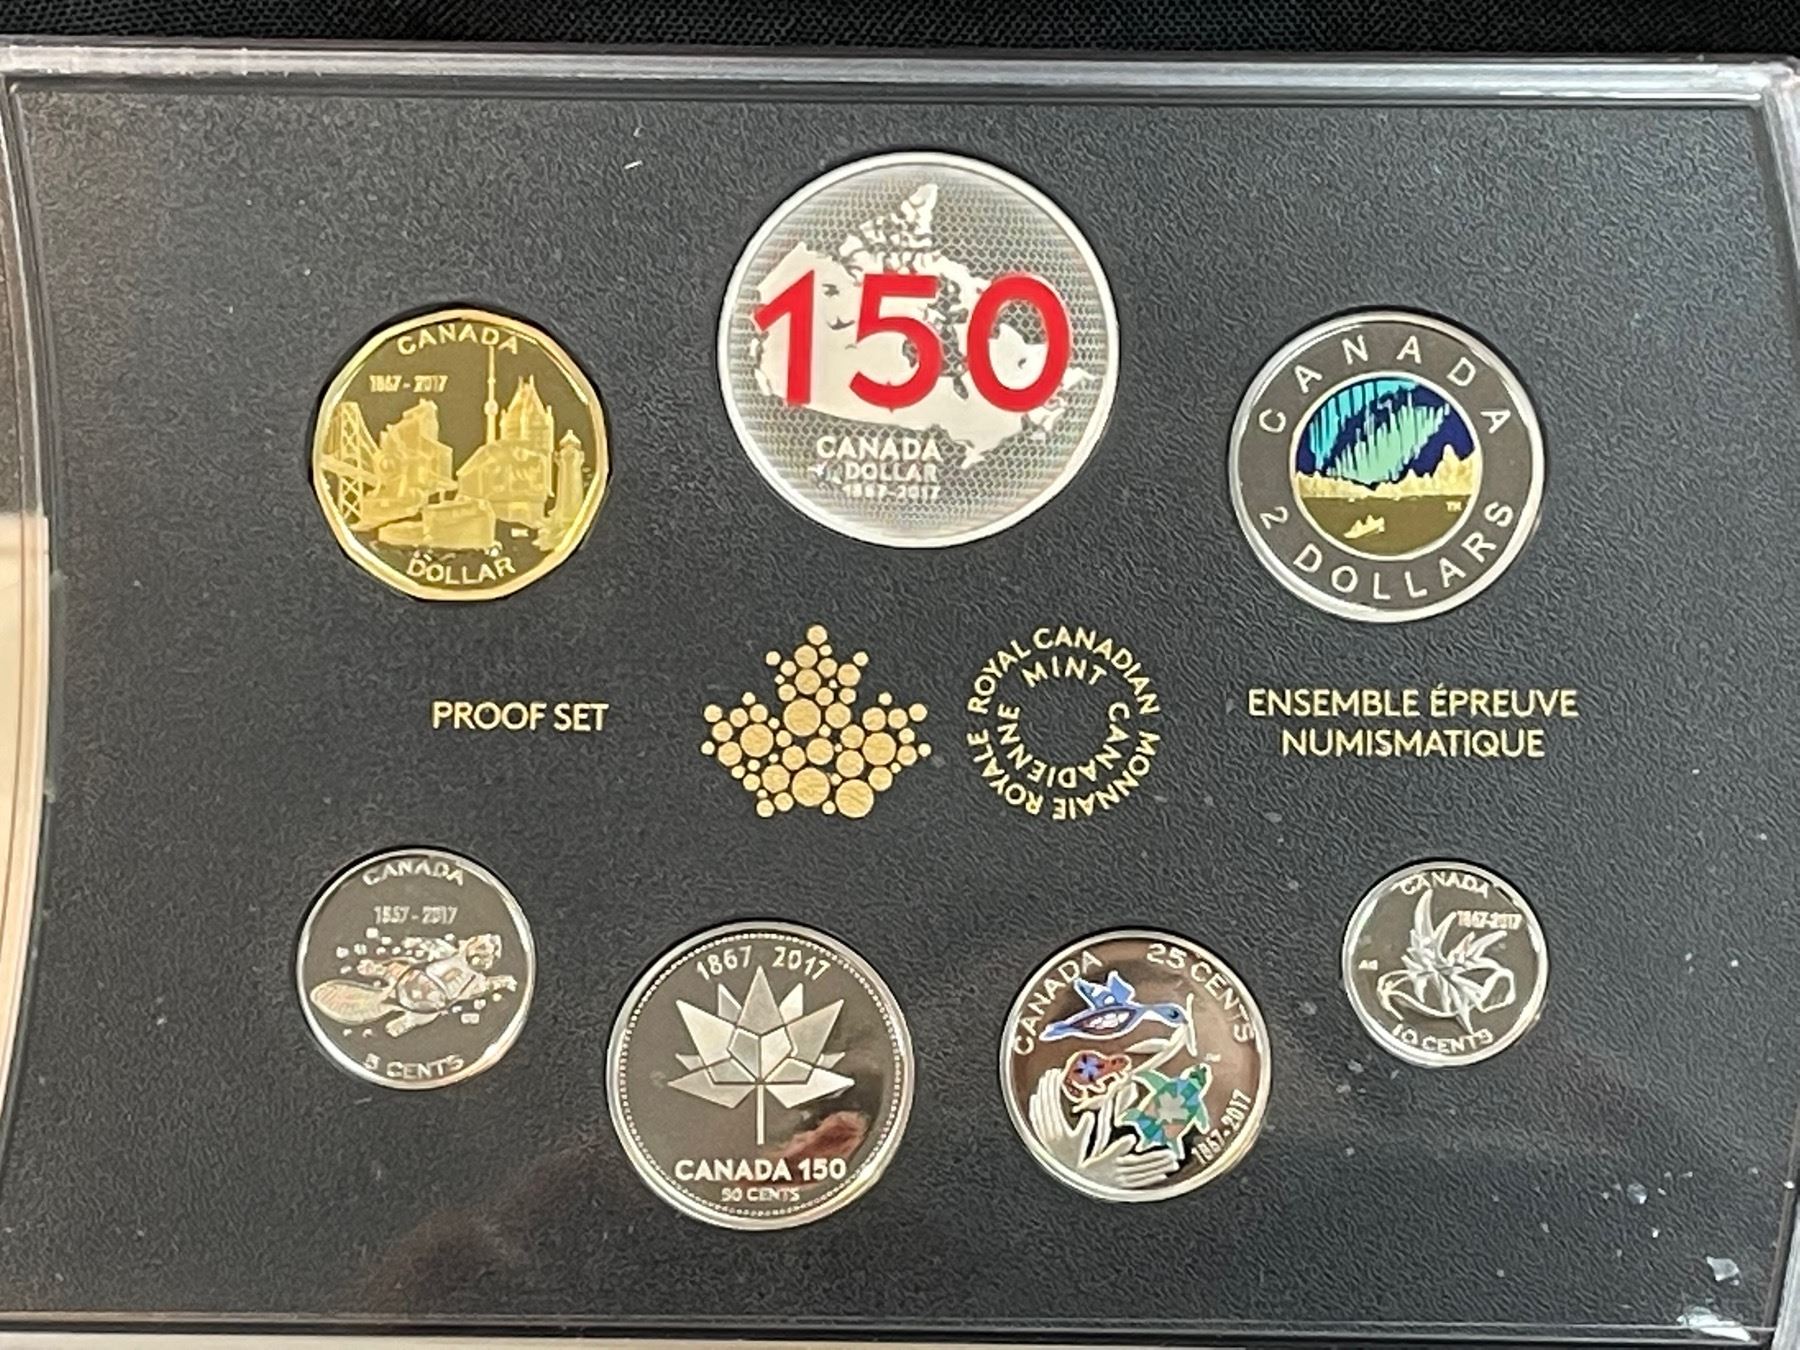 150
CANADA
DOLLAR
1867-2017
CANADA
1867 - 2017
DOLLAR
CANADA
2 DOLLARS
PROOF SET
ROYAL CANADIAN MINT
MONNAIE ROYALE CANADIENNE
ENSEMBLE ÉPREUVE
NUMISMATIQUE
CANADA
1867 - 2017
5 CENTS
1867 2017
CANADA 150
50 CENTS
CANADA
25 CENTS
1867-2017
CANADA
1867-2017
10 CENTS